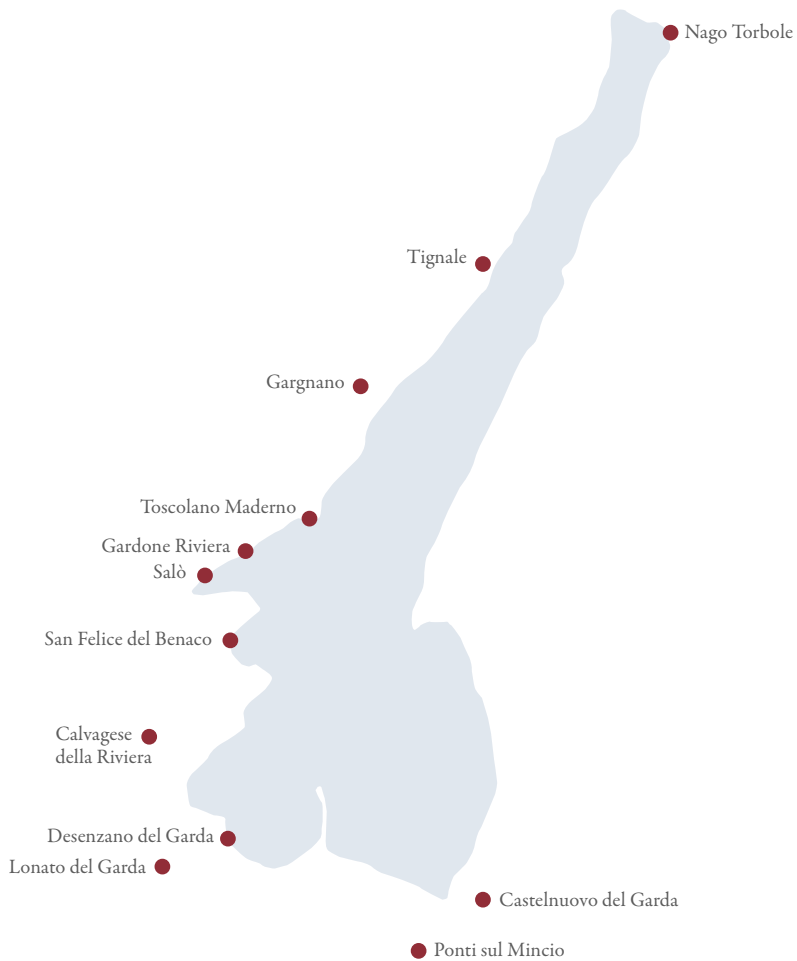 Nago Torbole
Tignale
Gargnano
Toscolano Maderno
Gardone Riviera
Salò
San Felice del Benaco
Calvagese
della Riviera
Desenzano del Garda
Lonato del Garda
Castelnuovo del Garda
Ponti sul Mincio